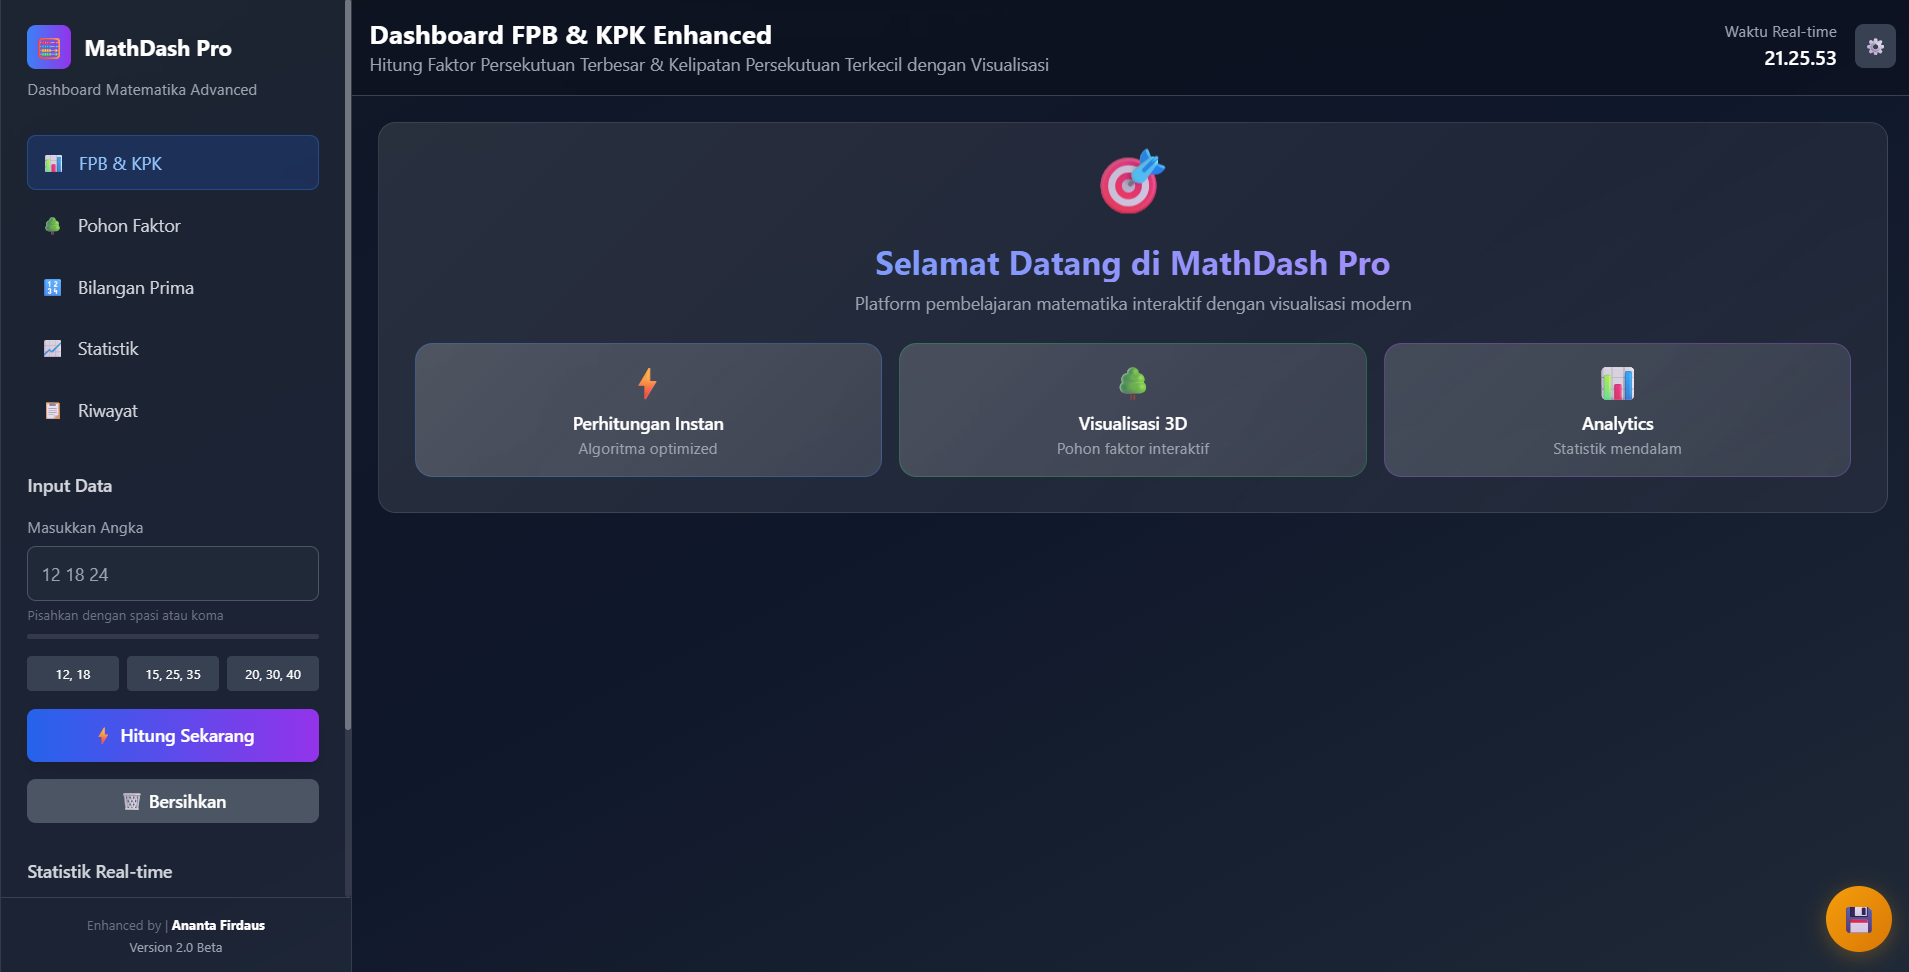 MathDash Pro
Dashboard Matematika Advanced
FPB & KPK
Pohon Faktor
Bilangan Prima
Statistik
Riwayat
Input Data
Masukkan Angka
12 18 24
Pisahkan dengan spasi atau koma
12, 18
15, 25, 35
20, 30, 40
Hitung Sekarang
Bersihkan
Statistik Real-time
Enhanced by | Ananta Firdaus
Version 2.0 Beta
Dashboard FPB & KPK Enhanced
Hitung Faktor Persekutuan Terbesar & Kelipatan Persekutuan Terkecil dengan Visualisasi
Waktu Real-time
21.25.53
Selamat Datang di MathDash Pro
Platform pembelajaran matematika interaktif dengan visualisasi modern
Perhitungan Instan
Algoritma optimized
Visualisasi 3D
Pohon faktor interaktif
Analytics
Statistik mendalam